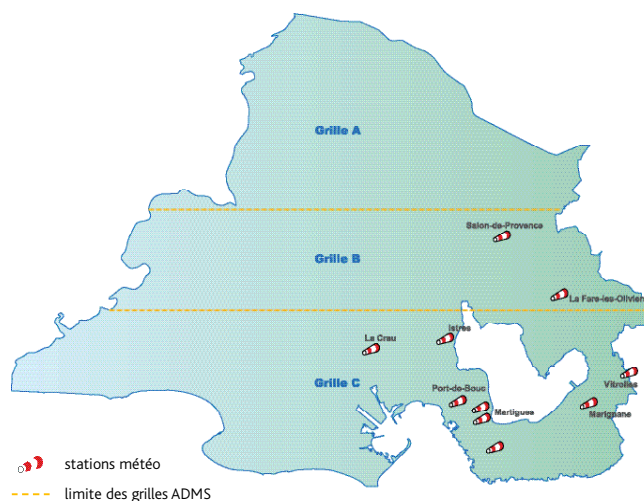 Grille A
Salon-de-Provence
Grille B
La Fare-les-Olivier
Istres
La Crau
Grille C
Port-de-Bouc
Vitrolles
Martigues
Marignane
stations météo
limite des grilles ADMS